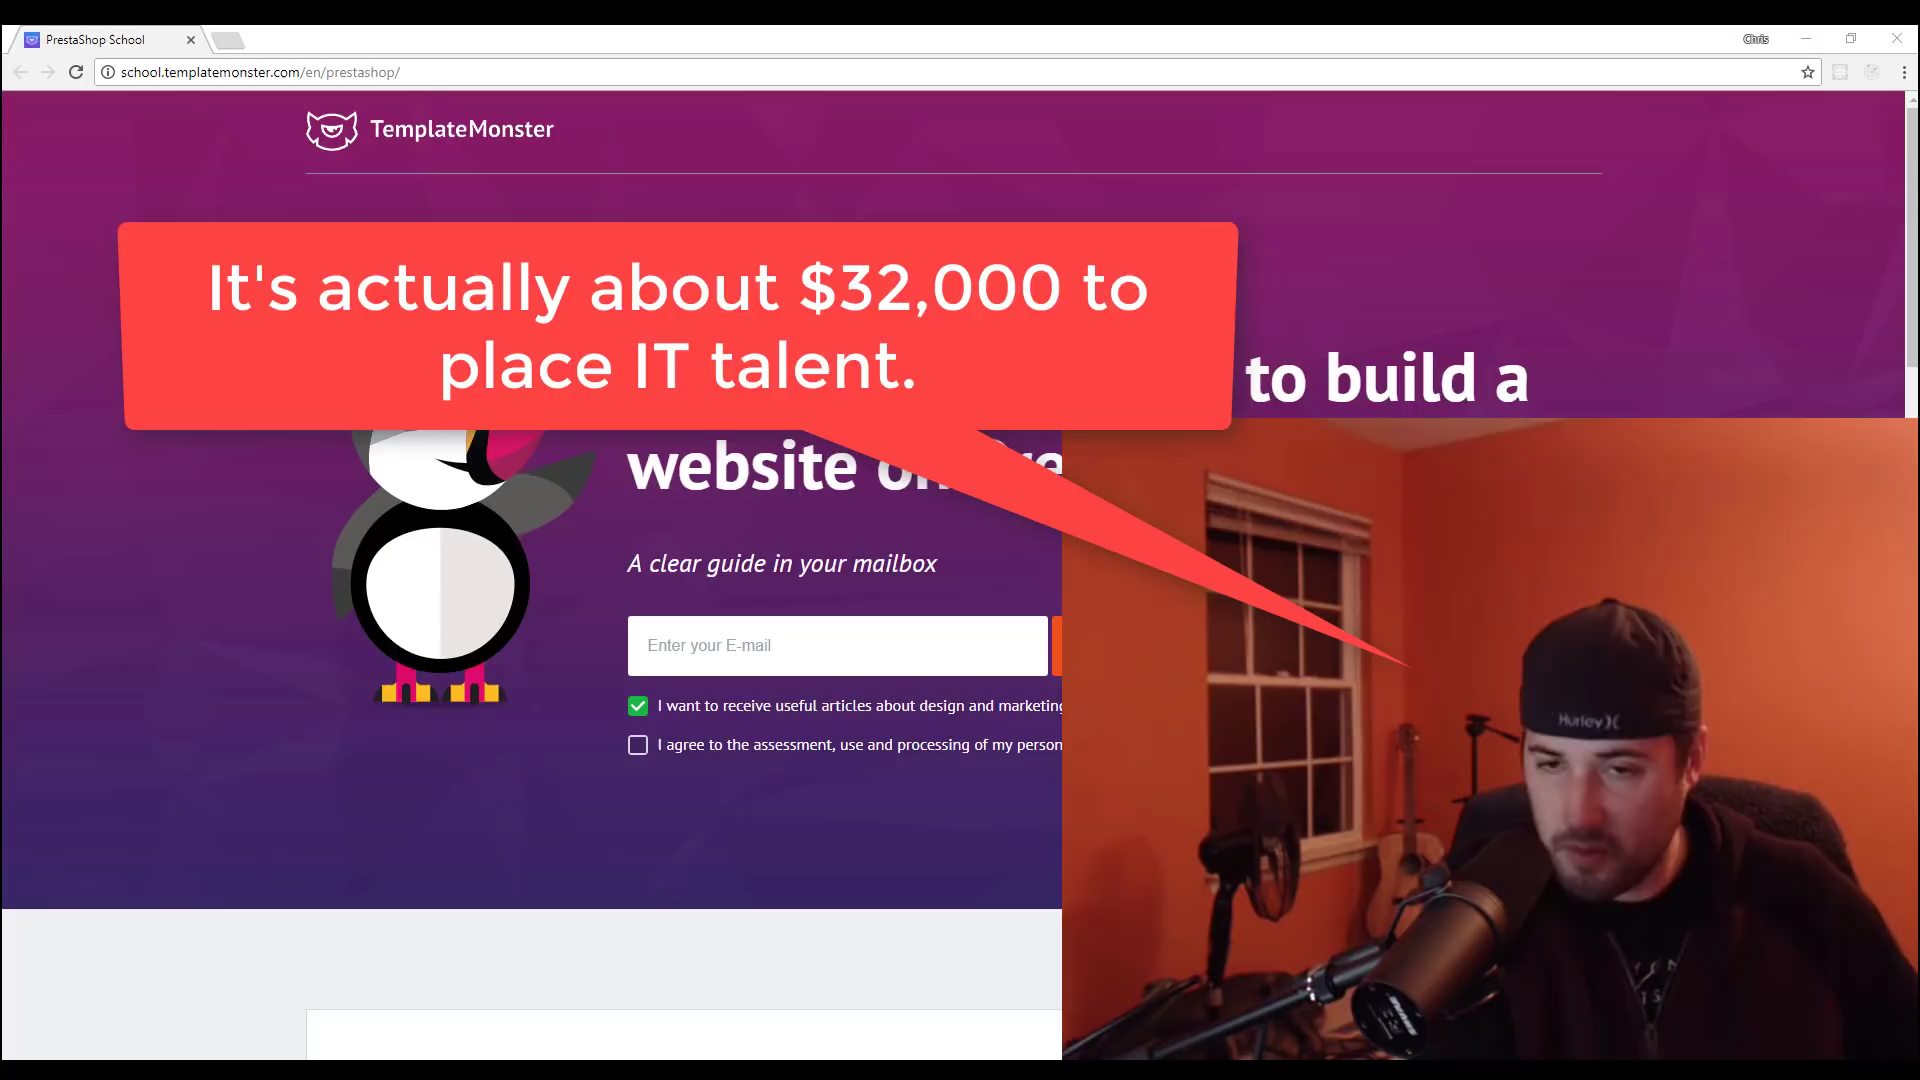 PrestaShop School
Chris
school.templatemonster.com/en/prestashop/
TemplateMonster
It's actually about $32,000 to
place IT talent.
to build a
website on
A clear guide in your mailbox
Enter your E-mail
I want to receive useful articles about design and marketing
I agree to the assessment, use and processing of my person
Hurley
SHURE